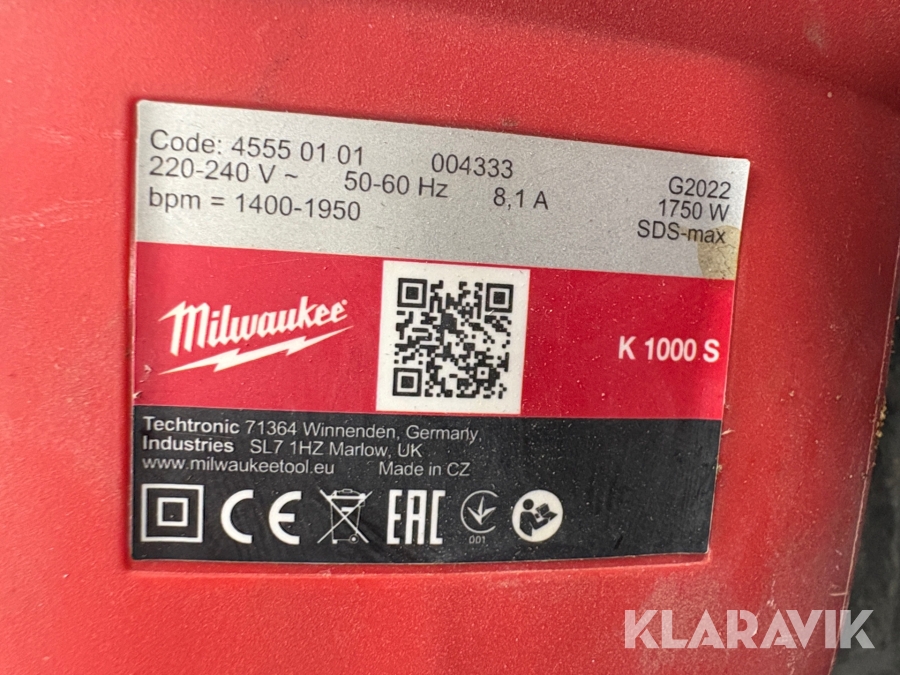 Code: 4555 01 01 004333 G2022
220-240 V ~ 50-60 Hz 8,1 A 1750 W
bpm = 1400-1950 SDS-max
Milwaukee
K 1000 S
Techtronic 71364 Winnenden, Germany,
Industries SL7 1HZ Marlow, UK
www.milwaukeetool.eu Made in CZ
CE EAC
001
KLARAVIK